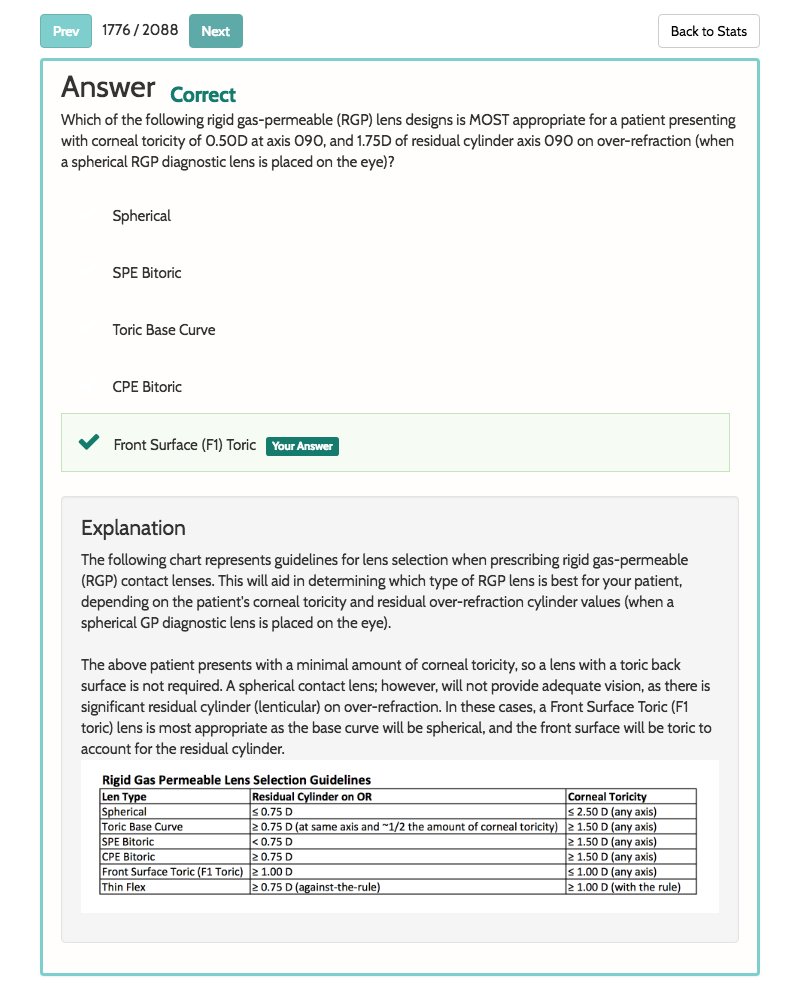 Prev 1776 / 2088 Next Back to Stats
Answer Correct
Which of the following rigid gas-permeable (RGP) lens designs is MOST appropriate for a patient presenting
with corneal toricity of 0.50D at axis 090, and 1.75D of residual cylinder axis 090 on over-refraction (when
a spherical RGP diagnostic lens is placed on the eye)?
Spherical
SPE Bitoric
Toric Base Curve
CPE Bitoric
Front Surface (F1) Toric Your Answer
Explanation
The following chart represents guidelines for lens selection when prescribing rigid gas-permeable
(RGP) contact lenses. This will aid in determining which type of RGP lens is best for your patient,
depending on the patient's corneal toricity and residual over-refraction cylinder values (when a
spherical GP diagnostic lens is placed on the eye).
The above patient presents with a minimal amount of corneal toricity, so a lens with a toric back
surface is not required. A spherical contact lens; however, will not provide adequate vision, as there is
significant residual cylinder (lenticular) on over-refraction. In these cases, a Front Surface Toric (F1
toric) lens is most appropriate as the base curve will be spherical, and the front surface will be toric to
account for the residual cylinder.
Rigid Gas Permeable Lens Selection Guidelines
Len Type Residual Cylinder on OR Corneal Toricity
Spherical ≤ 0.75 D ≤ 2.50 D (any axis)
Toric Base Curve ≥ 0.75 D (at same axis and ~1/2 the amount of corneal toricity) ≥ 1.50 D (any axis)
SPE Bitoric < 0.75 D ≥ 1.50 D (any axis)
CPE Bitoric ≥ 0.75 D ≥ 1.50 D (any axis)
Front Surface Toric (F1 Toric) ≥ 1.00 D ≤ 1.00 D (any axis)
Thin Flex ≥ 0.75 D (against-the-rule) ≥ 1.00 D (with the rule)